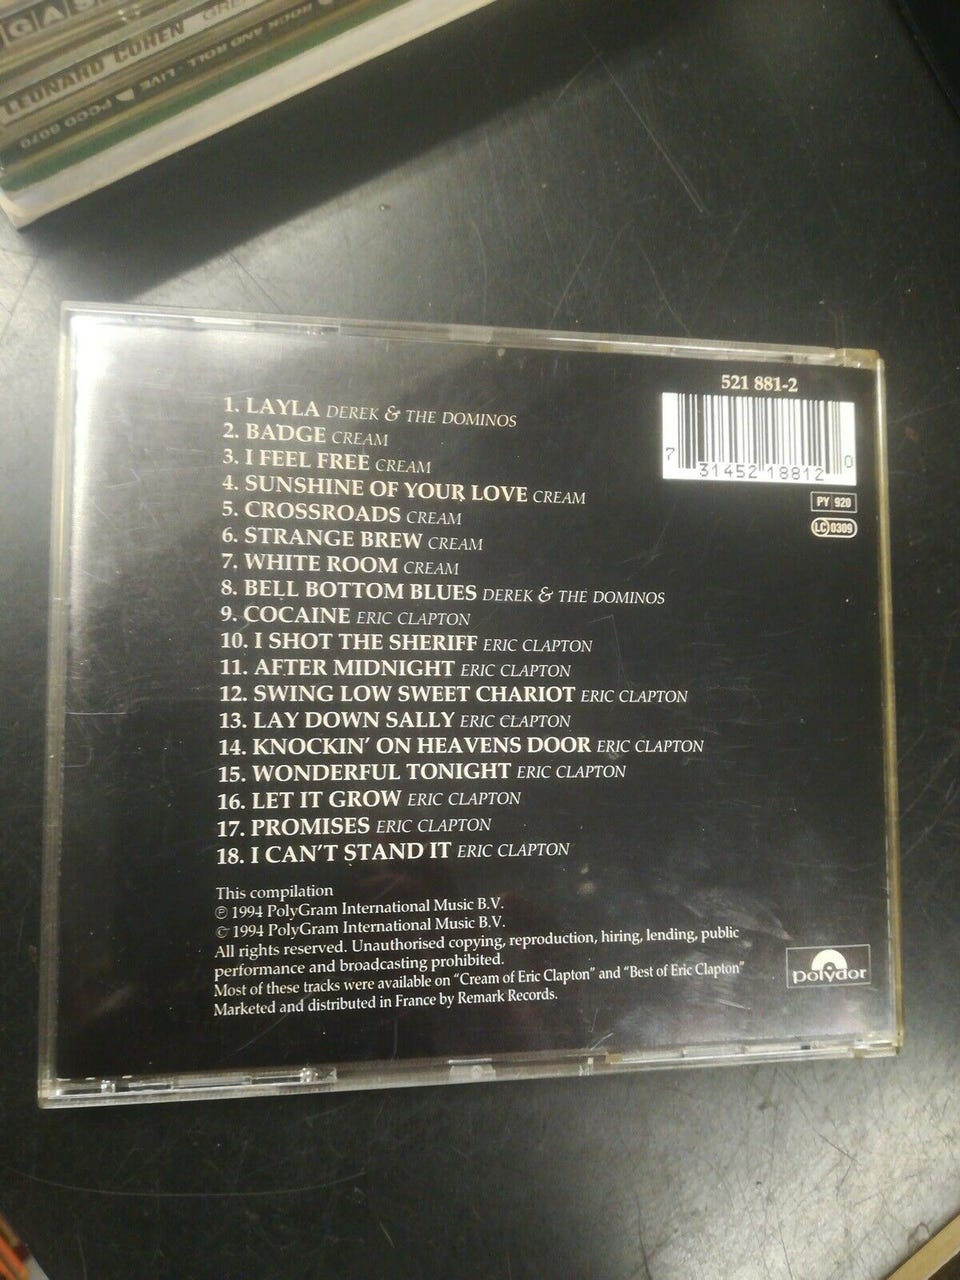 GAS
LEONARD COHEN GRE
ROCK AND ROLL · LIVE
PCCD 8070
521 881-2
7 31452 18812 0
PY 920
LC 0309
1. LAYLA DEREK & THE DOMINOS
2. BADGE CREAM
3. I FEEL FREE CREAM
4. SUNSHINE OF YOUR LOVE CREAM
5. CROSSROADS CREAM
6. STRANGE BREW CREAM
7. WHITE ROOM CREAM
8. BELL BOTTOM BLUES DEREK & THE DOMINOS
9. COCAINE ERIC CLAPTON
10. I SHOT THE SHERIFF ERIC CLAPTON
11. AFTER MIDNIGHT ERIC CLAPTON
12. SWING LOW SWEET CHARIOT ERIC CLAPTON
13. LAY DOWN SALLY ERIC CLAPTON
14. KNOCKIN' ON HEAVENS DOOR ERIC CLAPTON
15. WONDERFUL TONIGHT ERIC CLAPTON
16. LET IT GROW ERIC CLAPTON
17. PROMISES ERIC CLAPTON
18. I CAN'T STAND IT ERIC CLAPTON
This compilation
℗ 1994 PolyGram International Music B.V.
© 1994 PolyGram International Music B.V.
All rights reserved. Unauthorised copying, reproduction, hiring, lending, public
performance and broadcasting prohibited.
Most of these tracks were available on "Cream of Eric Clapton" and "Best of Eric Clapton"
Marketed and distributed in France by Remark Records.
polydor